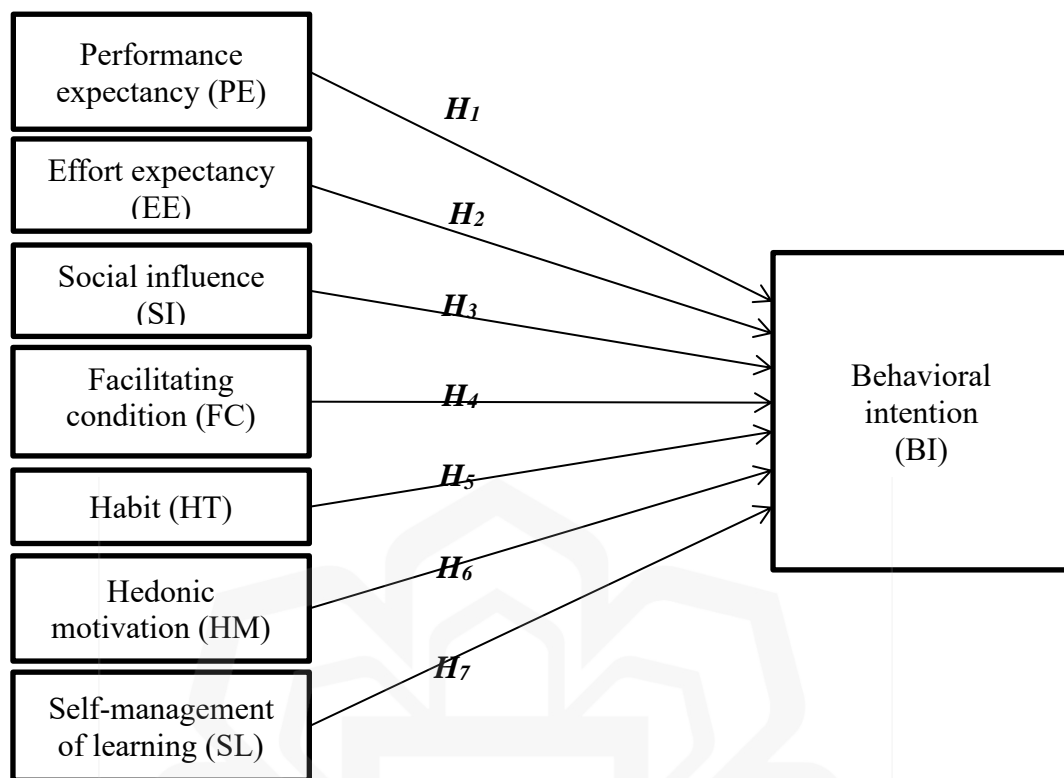 Performance
expectancy (PE)
H1
Effort expectancy
(EE)
H2
Social influence
(SI)
H3
Facilitating
condition (FC)
H4
Behavioral
intention
(BI)
Habit (HT)
H5
Hedonic
motivation (HM)
H6
Self-management
of learning (SL)
H7